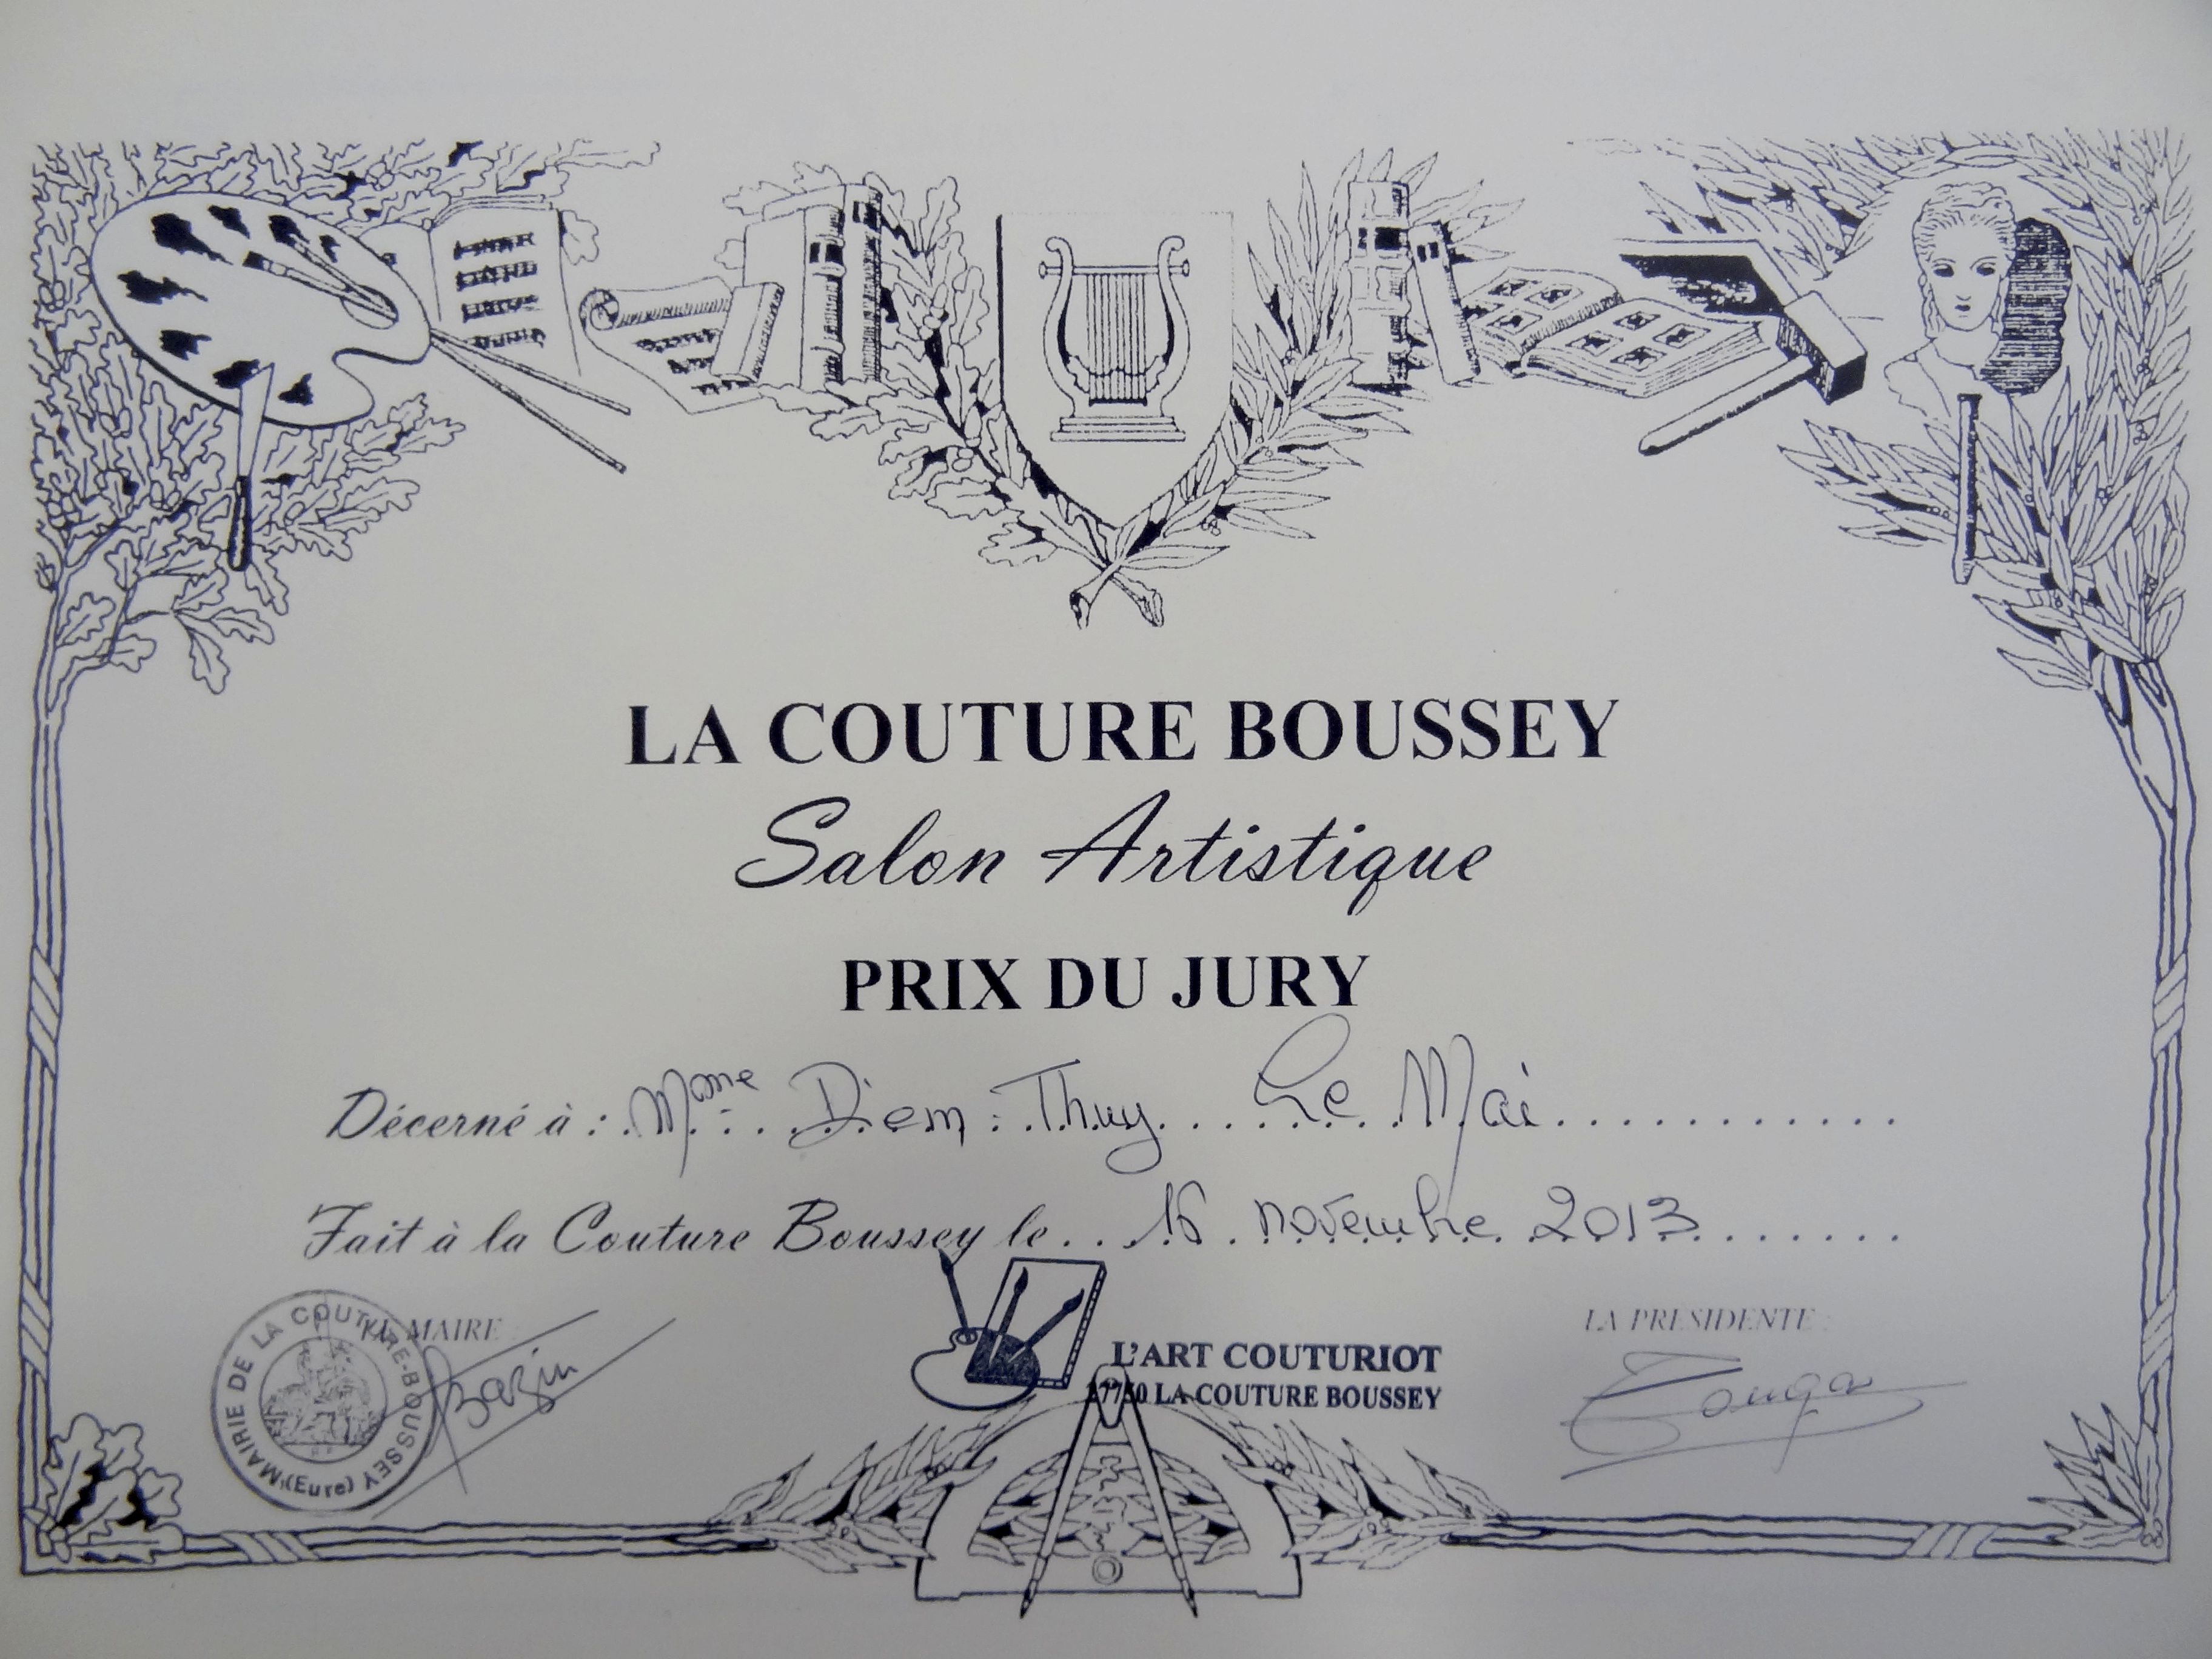 LA COUTURE BOUSSEY
Salon Artistique
PRIX DU JURY
Décerné à : Mme Diem-Thuy Le Mai
Fait à la Couture Boussey le 16 novembre 2013
LE MAIRE
MAIRIE DE LA COUTURE-BOUSSEY (Eure)
Bazin
L'ART COUTURIOT
27750 LA COUTURE BOUSSEY
LA PRESIDENTE :